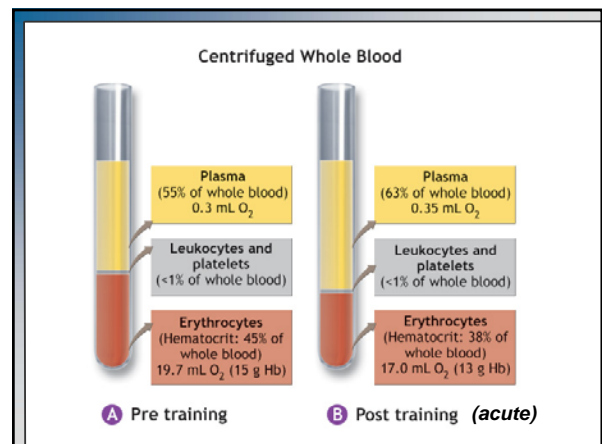 Centrifuged Whole Blood
Plasma
(55% of whole blood)
0.3 mL O₂
Leukocytes and
platelets
(<1% of whole blood)
Erythrocytes
(Hematocrit: 45% of
whole blood)
19.7 mL O₂ (15 g Hb)
A Pre training
Plasma
(63% of whole blood)
0.35 mL O₂
Leukocytes and
platelets
(<1% of whole blood)
Erythrocytes
(Hematocrit: 38% of
whole blood)
17.0 mL O₂ (13 g Hb)
B Post training (acute)